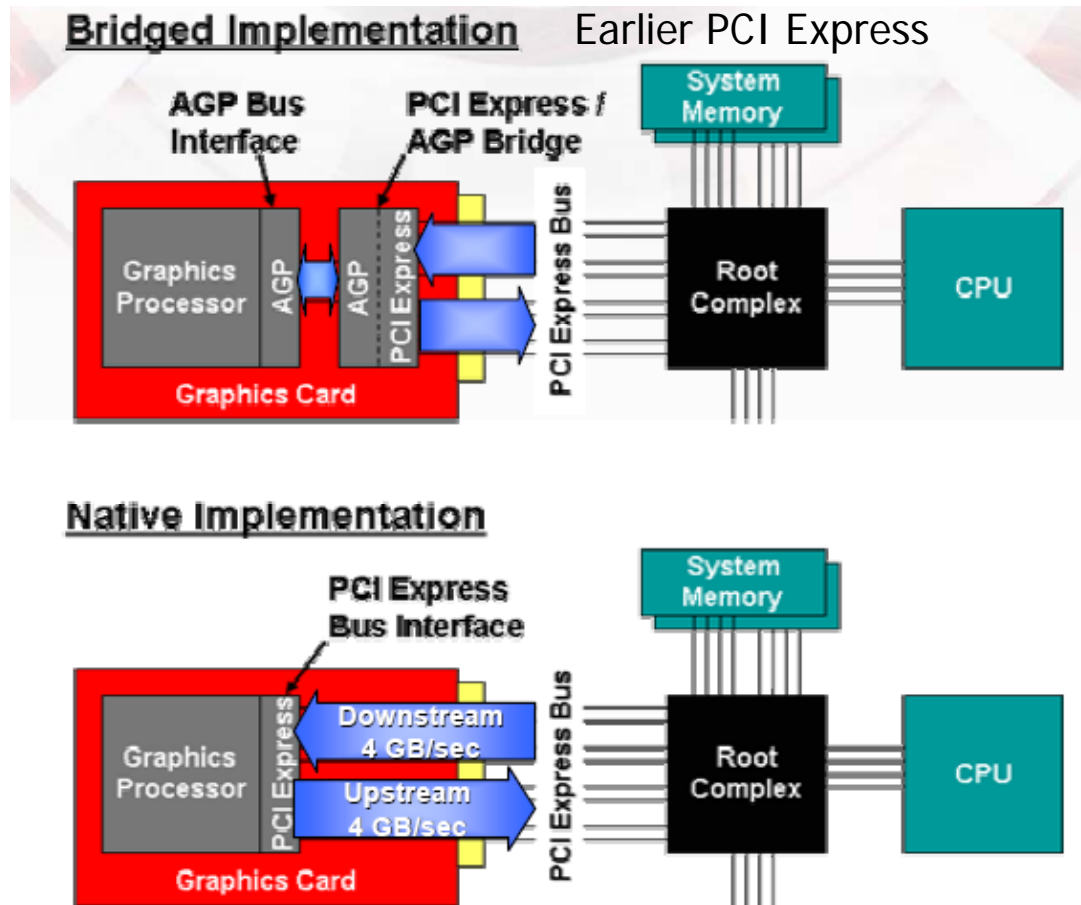 Bridged Implementation
Earlier PCI Express
AGP Bus
Interface
PCI Express /
AGP Bridge
System
Memory
Graphics
Processor
AGP
AGP
PCI Express
Graphics Card
PCI Express Bus
Root
Complex
CPU
Native Implementation
PCI Express
Bus Interface
System
Memory
Graphics
Processor
PCI Express
Downstream
4 GB/sec
Upstream
4 GB/sec
Graphics Card
PCI Express Bus
Root
Complex
CPU